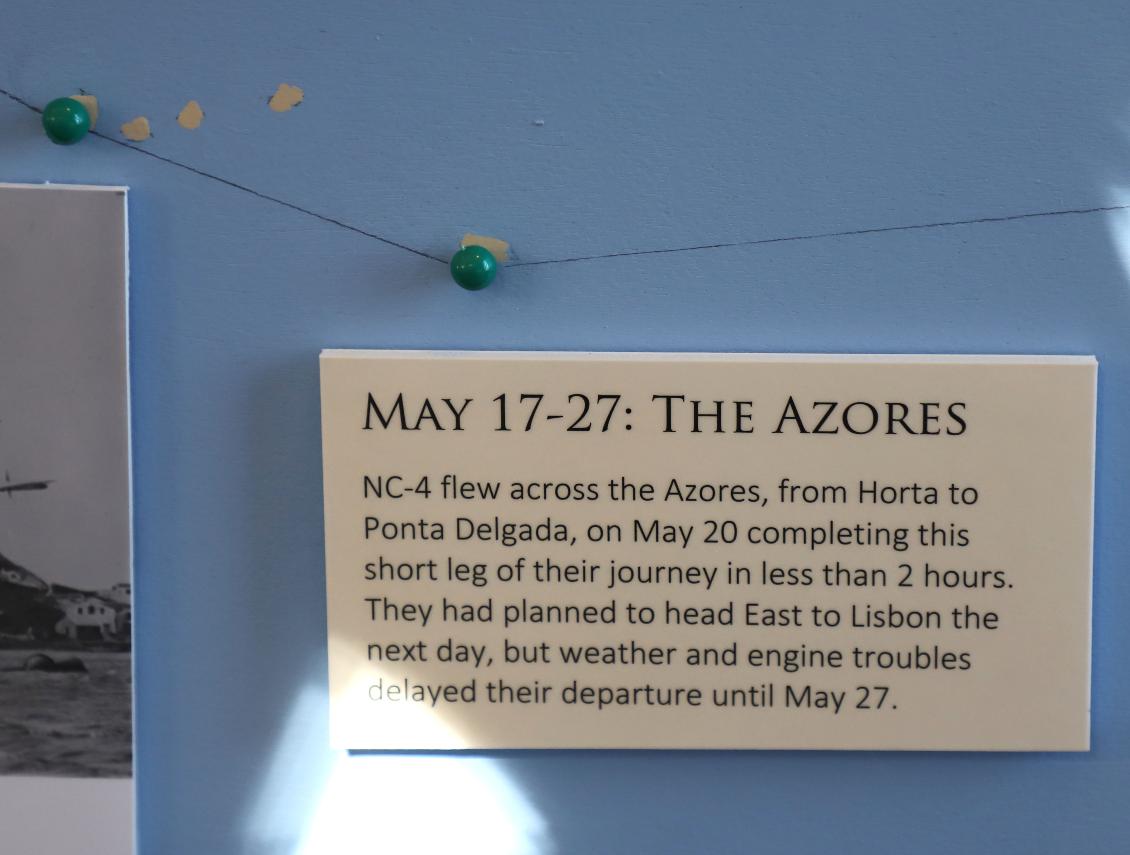 May 17-27: The Azores
NC-4 flew across the Azores, from Horta to
Ponta Delgada, on May 20 completing this
short leg of their journey in less than 2 hours.
They had planned to head East to Lisbon the
next day, but weather and engine troubles
delayed their departure until May 27.